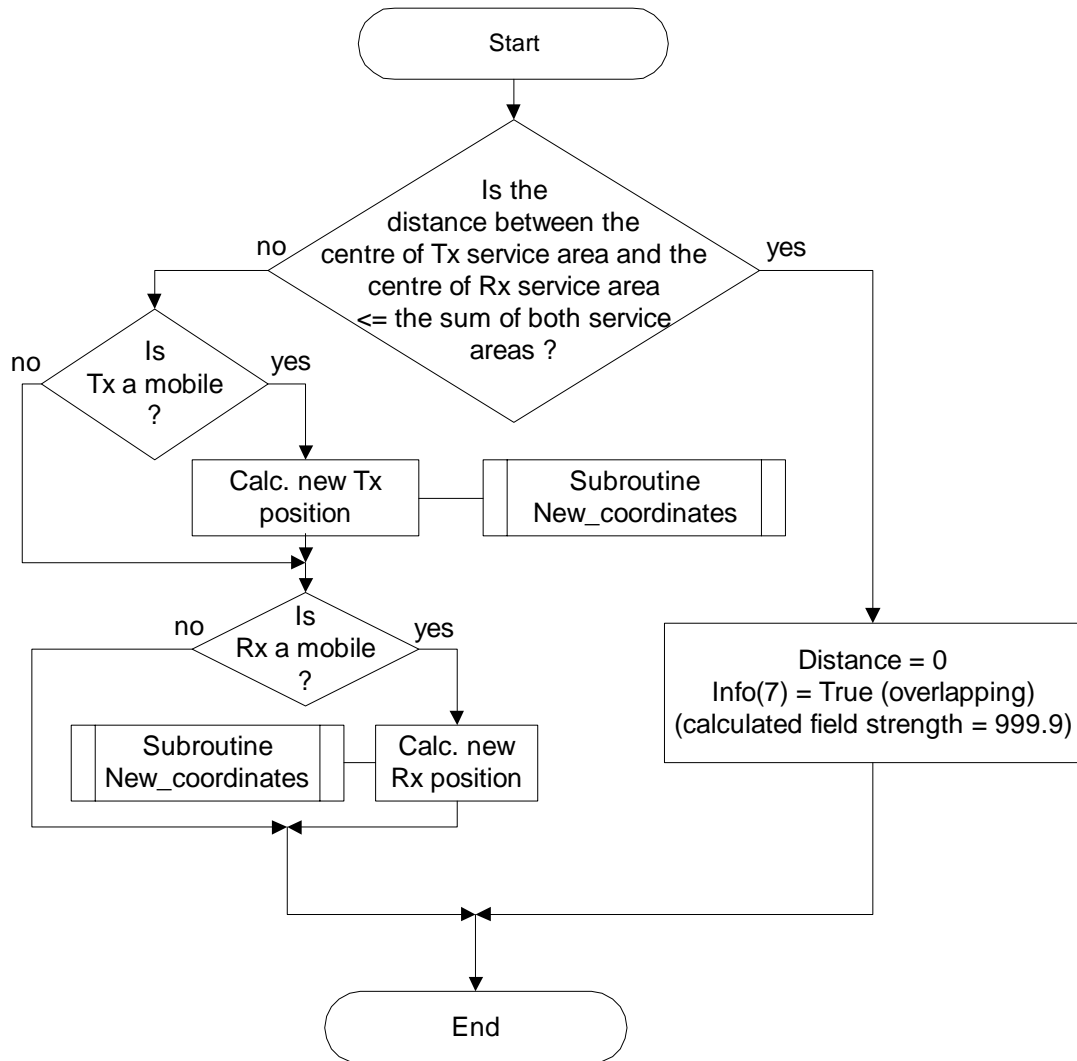 Start
Is the
distance between the
centre of Tx service area and the
centre of Rx service area
<= the sum of both service
areas ?
no
yes
Is
Tx a mobile
?
no
yes
Calc. new Tx
position
Subroutine
New_coordinates
Is
Rx a mobile
?
no
yes
Subroutine
New_coordinates
Calc. new
Rx position
Distance = 0
Info(7) = True (overlapping)
(calculated field strength = 999.9)
End